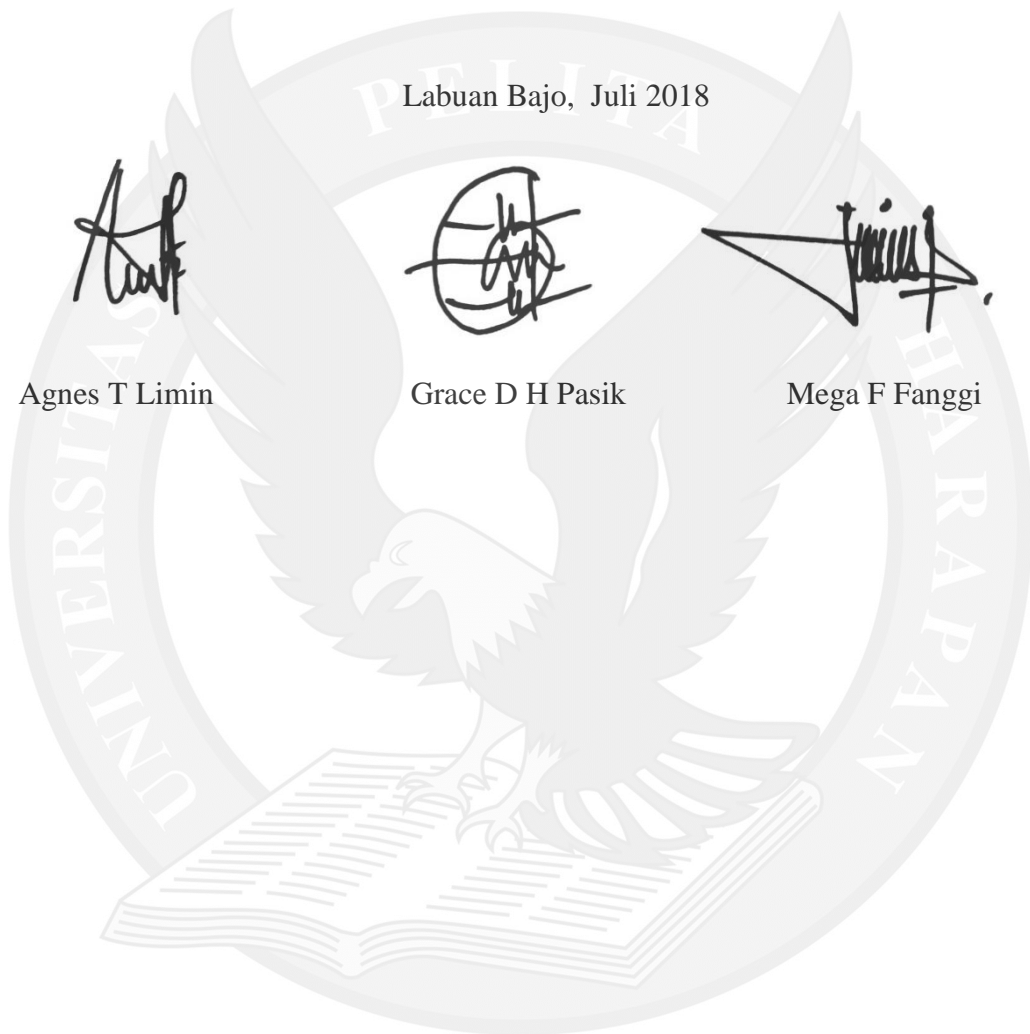 UNIVERSITAS PELITA HARAPAN
Labuan Bajo, Juli 2018
Agnes T Limin
Grace D H Pasik
Mega F Fanggi